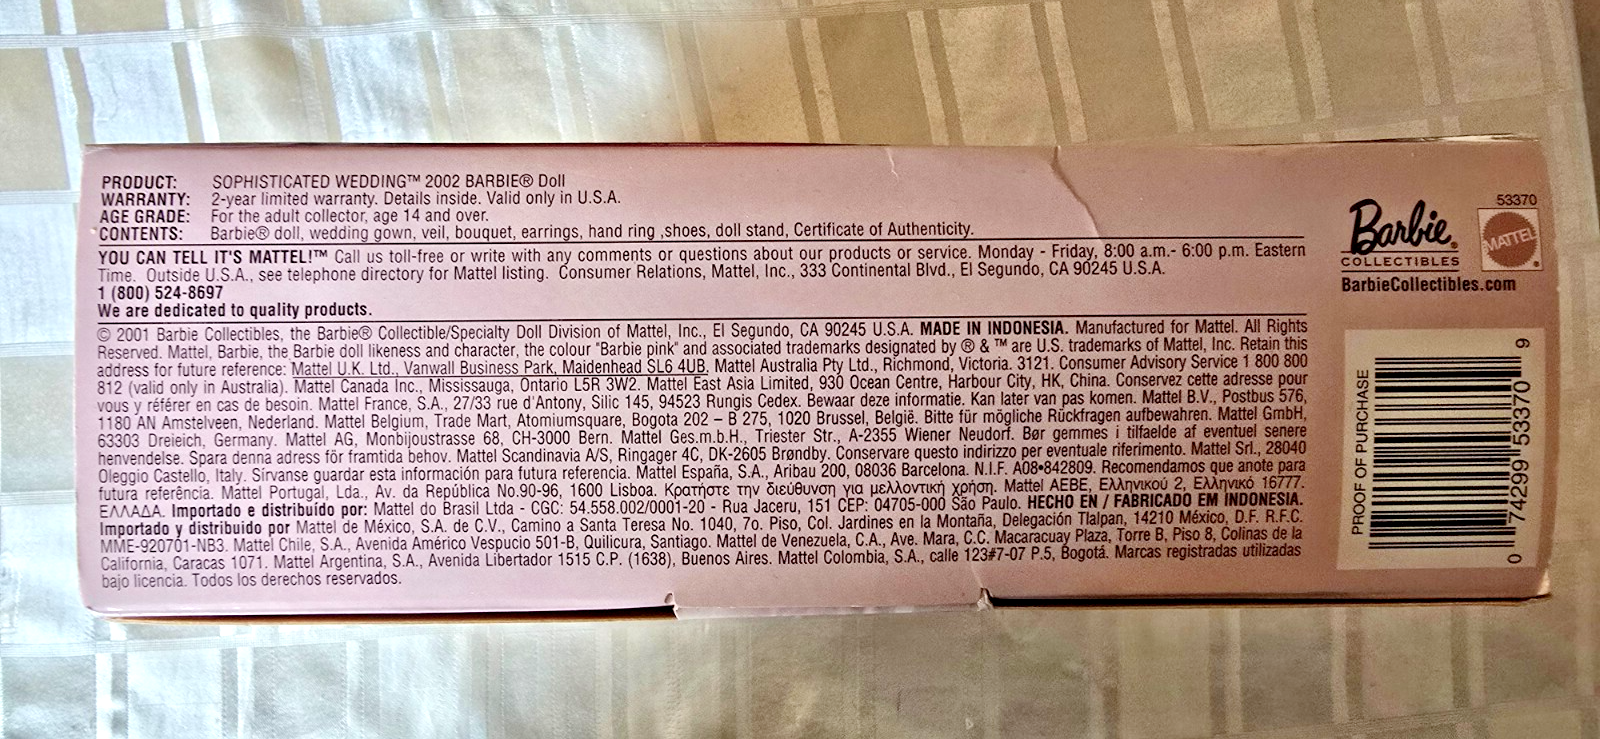 PRODUCT: SOPHISTICATED WEDDING™ 2002 BARBIE® Doll
WARRANTY: 2-year limited warranty. Details inside. Valid only in U.S.A.
AGE GRADE: For the adult collector, age 14 and over.
CONTENTS: Barbie® doll, wedding gown, veil, bouquet, earrings, hand ring ,shoes, doll stand, Certificate of Authenticity.
YOU CAN TELL IT'S MATTEL!™ Call us toll-free or write with any comments or questions about our products or service. Monday - Friday, 8:00 a.m.- 6:00 p.m. Eastern
Time. Outside U.S.A., see telephone directory for Mattel listing. Consumer Relations, Mattel, Inc., 333 Continental Blvd., El Segundo, CA 90245 U.S.A.
1 (800) 524-8697
We are dedicated to quality products.
© 2001 Barbie Collectibles, the Barbie® Collectible/Specialty Doll Division of Mattel, Inc., El Segundo, CA 90245 U.S.A. MADE IN INDONESIA. Manufactured for Mattel. All Rights
Reserved. Mattel, Barbie, the Barbie doll likeness and character, the colour "Barbie pink" and associated trademarks designated by ® & ™ are U.S. trademarks of Mattel, Inc. Retain this
address for future reference: Mattel U.K. Ltd., Vanwall Business Park, Maidenhead SL6 4UB. Mattel Australia Pty Ltd., Richmond, Victoria. 3121. Consumer Advisory Service 1 800 800
812 (valid only in Australia). Mattel Canada Inc., Mississauga, Ontario L5R 3W2. Mattel East Asia Limited, 930 Ocean Centre, Harbour City, HK, China. Conservez cette adresse pour
vous y référer en cas de besoin. Mattel France, S.A., 27/33 rue d'Antony, Silic 145, 94523 Rungis Cedex. Bewaar deze informatie. Kan later van pas komen. Mattel B.V., Postbus 576,
1180 AN Amstelveen, Nederland. Mattel Belgium, Trade Mart, Atomiumsquare, Bogota 202 – B 275, 1020 Brussel, België. Bitte für mögliche Rückfragen aufbewahren. Mattel GmbH,
63303 Dreieich, Germany. Mattel AG, Monbijoustrasse 68, CH-3000 Bern. Mattel Ges.m.b.H., Triester Str., A-2355 Wiener Neudorf. Bør gemmes i tilfaelde af eventuel senere
henvendelse. Spara denna adress för framtida behov. Mattel Scandinavia A/S, Ringager 4C, DK-2605 Brøndby. Conservare questo indirizzo per eventuale riferimento. Mattel Srl., 28040
Oleggio Castello, Italy. Sírvanse guardar esta información para futura referencia. Mattel España, S.A., Aribau 200, 08036 Barcelona. N.I.F. A08•842809. Recomendamos que anote para
futura referência. Mattel Portugal, Lda., Av. da República No.90-96, 1600 Lisboa. Κρατήστε την διεύθυνση για μελλοντική χρήση. Mattel AEBE, Ελληνικού 2, Ελληνικό 16777.
ΕΛΛΑΔΑ. Importado e distribuído por: Mattel do Brasil Ltda - CGC: 54.558.002/0001-20 - Rua Jaceru, 151 CEP: 04705-000 São Paulo. HECHO EN / FABRICADO EM INDONESIA.
Importado y distribuido por Mattel de México, S.A. de C.V., Camino a Santa Teresa No. 1040, 7o. Piso, Col. Jardines en la Montaña, Delegación Tlalpan, 14210 México, D.F. R.F.C.
MME-920701-NB3. Mattel Chile, S.A., Avenida Américo Vespucio 501-B, Quilicura, Santiago. Mattel de Venezuela, C.A., Ave. Mara, C.C. Macaracuay Plaza, Torre B, Piso 8, Colinas de la
California, Caracas 1071. Mattel Argentina, S.A., Avenida Libertador 1515 C.P. (1638), Buenos Aires. Mattel Colombia, S.A., calle 123#7-07 P.5, Bogotá. Marcas registradas utilizadas
bajo licencia. Todos los derechos reservados.
53370
Barbie®
COLLECTIBLES
MATTEL®
BarbieCollectibles.com
PROOF OF PURCHASE
0 74299 53370 9